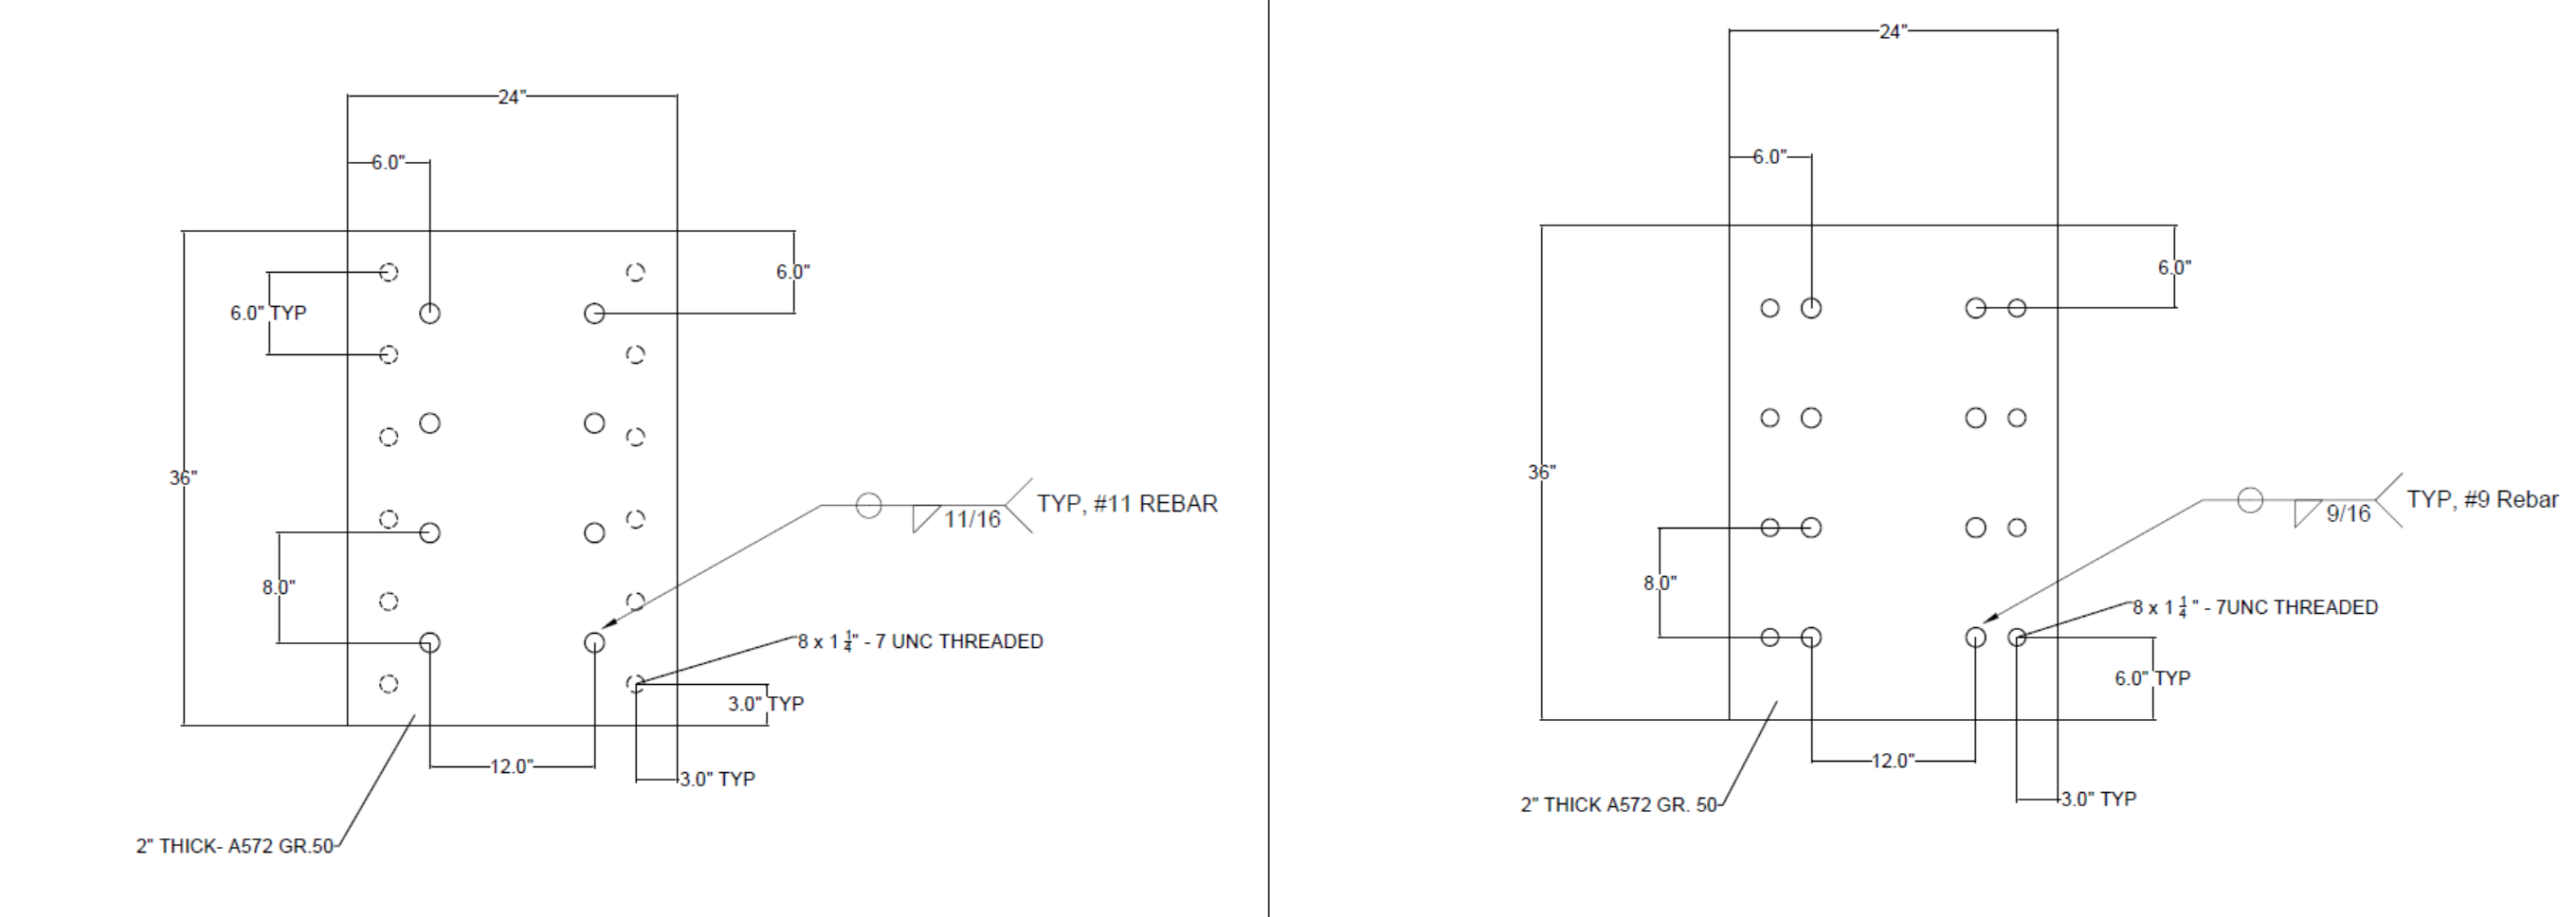 24"
6.0"
6.0"
6.0" TYP
36"
TYP, #11 REBAR
11/16
8.0"
8 x 1 1/4" - 7 UNC THREADED
3.0" TYP
12.0"
3.0" TYP
2" THICK- A572 GR.50
24"
6.0"
6.0"
36"
TYP, #9 Rebar
9/16
8.0"
8 x 1 1/4 " - 7UNC THREADED
6.0" TYP
12.0"
3.0" TYP
2" THICK A572 GR. 50